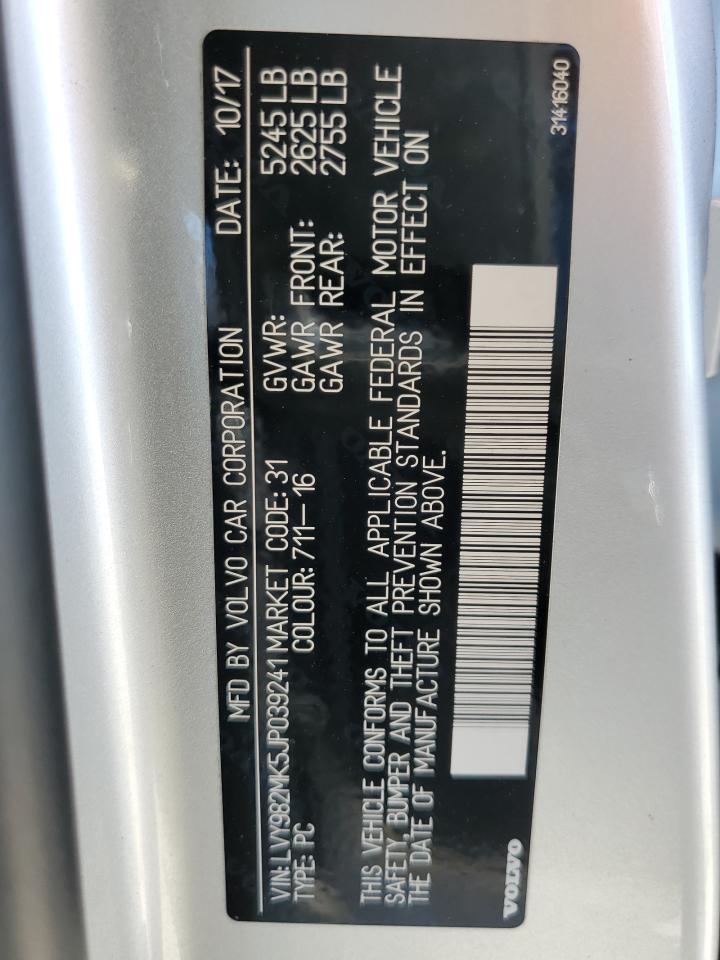 MFD BY VOLVO CAR CORPORATION DATE: 10/17
VIN: LVY982MK5JP039241 MARKET CODE: 31 GVWR: 5245 LB
TYPE: PC COLOUR: 711-16 GAWR FRONT: 2625 LB
GAWR REAR: 2755 LB
THIS VEHICLE CONFORMS TO ALL APPLICABLE FEDERAL MOTOR VEHICLE
SAFETY, BUMPER AND THEFT PREVENTION STANDARDS IN EFFECT ON
THE DATE OF MANUFACTURE SHOWN ABOVE.
VOLVO
31416040